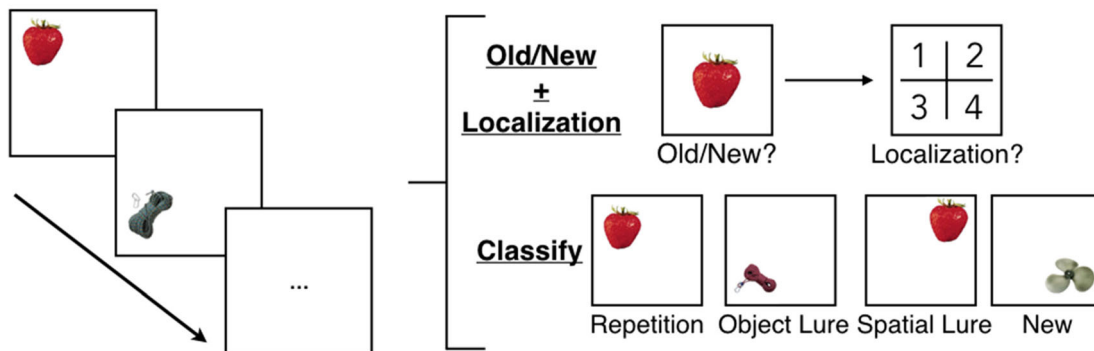 ...
Old/New
±
Localization
Old/New?
1 2
3 4
Localization?
Classify
Repetition Object Lure Spatial Lure New